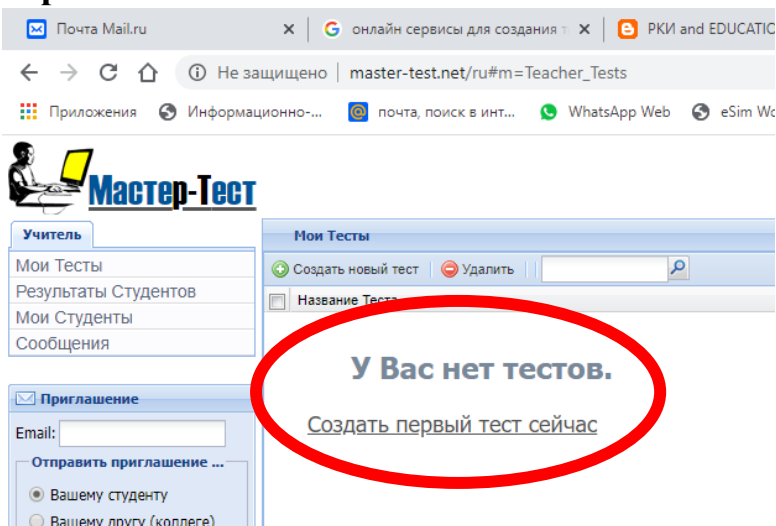 Почта Mail.ru
онлайн сервисы для создания т
РКИ and EDUCATIO
Не защищено | master-test.net/ru#m=Teacher_Tests
Приложения
Информационно-...
почта, поиск в инт...
WhatsApp Web
eSim Wo
Мастер-Тест
Учитель
Мои Тесты
Результаты Студентов
Мои Студенты
Сообщения
Приглашение
Email:
Отправить приглашение ...
Вашему студенту
Вашему другу (коллеге)
Мои Тесты
Создать новый тест
Удалить
Название Теста
У Вас нет тестов.
Создать первый тест сейчас